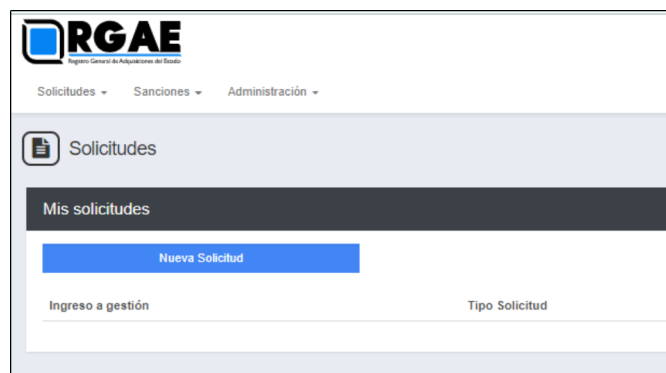 RGAE
Registro General de Adquisiciones del Estado
Solicitudes Sanciones Administración
Solicitudes
Mis solicitudes
Nueva Solicitud
Ingreso a gestión Tipo Solicitud